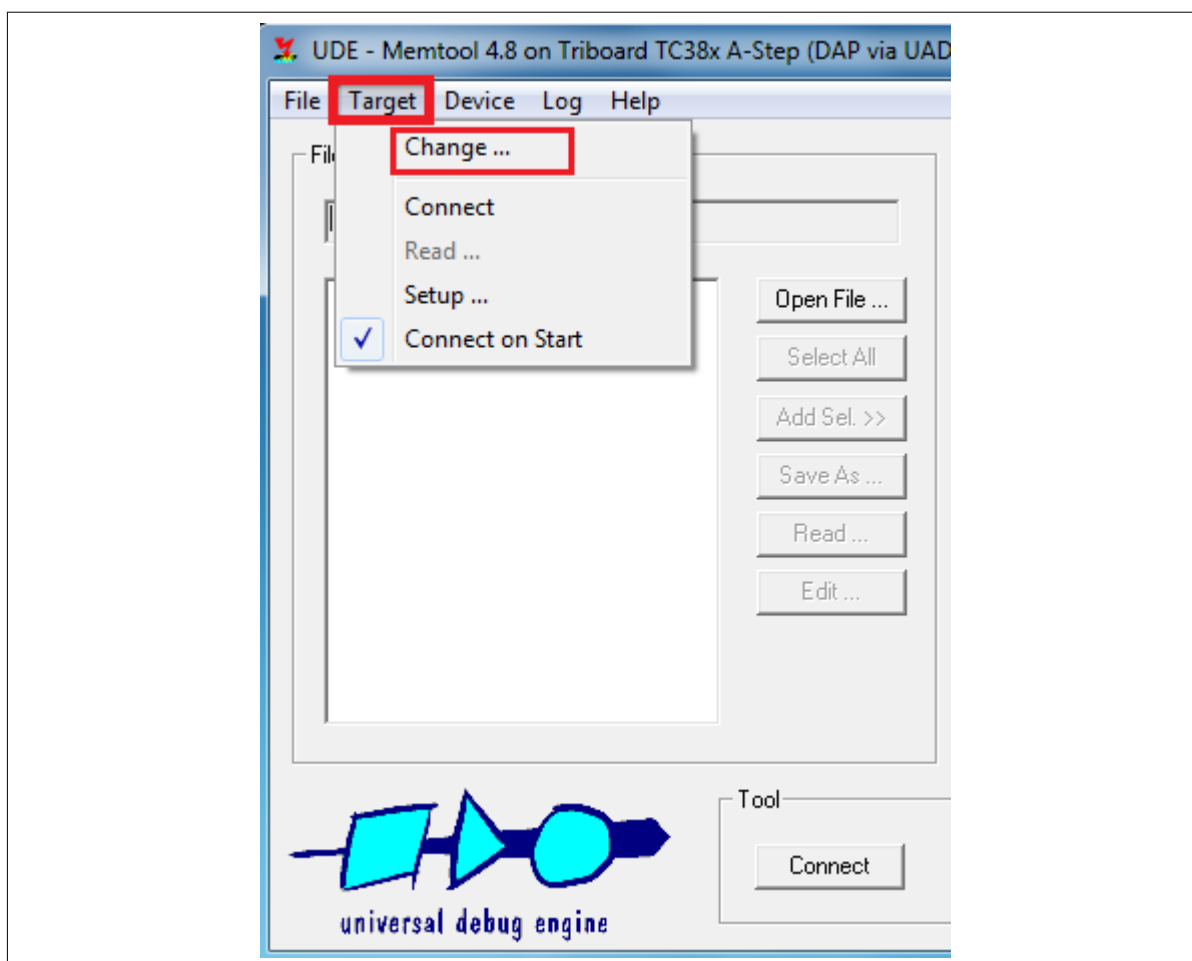 UDE - Memtool 4.8 on Triboard TC38x A-Step (DAP via UAD
File Target Device Log Help
Change ...
Connect
Read ...
Setup ...
Connect on Start
Open File ...
Select All
Add Sel. >>
Save As ...
Read ...
Edit ...
Tool
Connect
universal debug engine